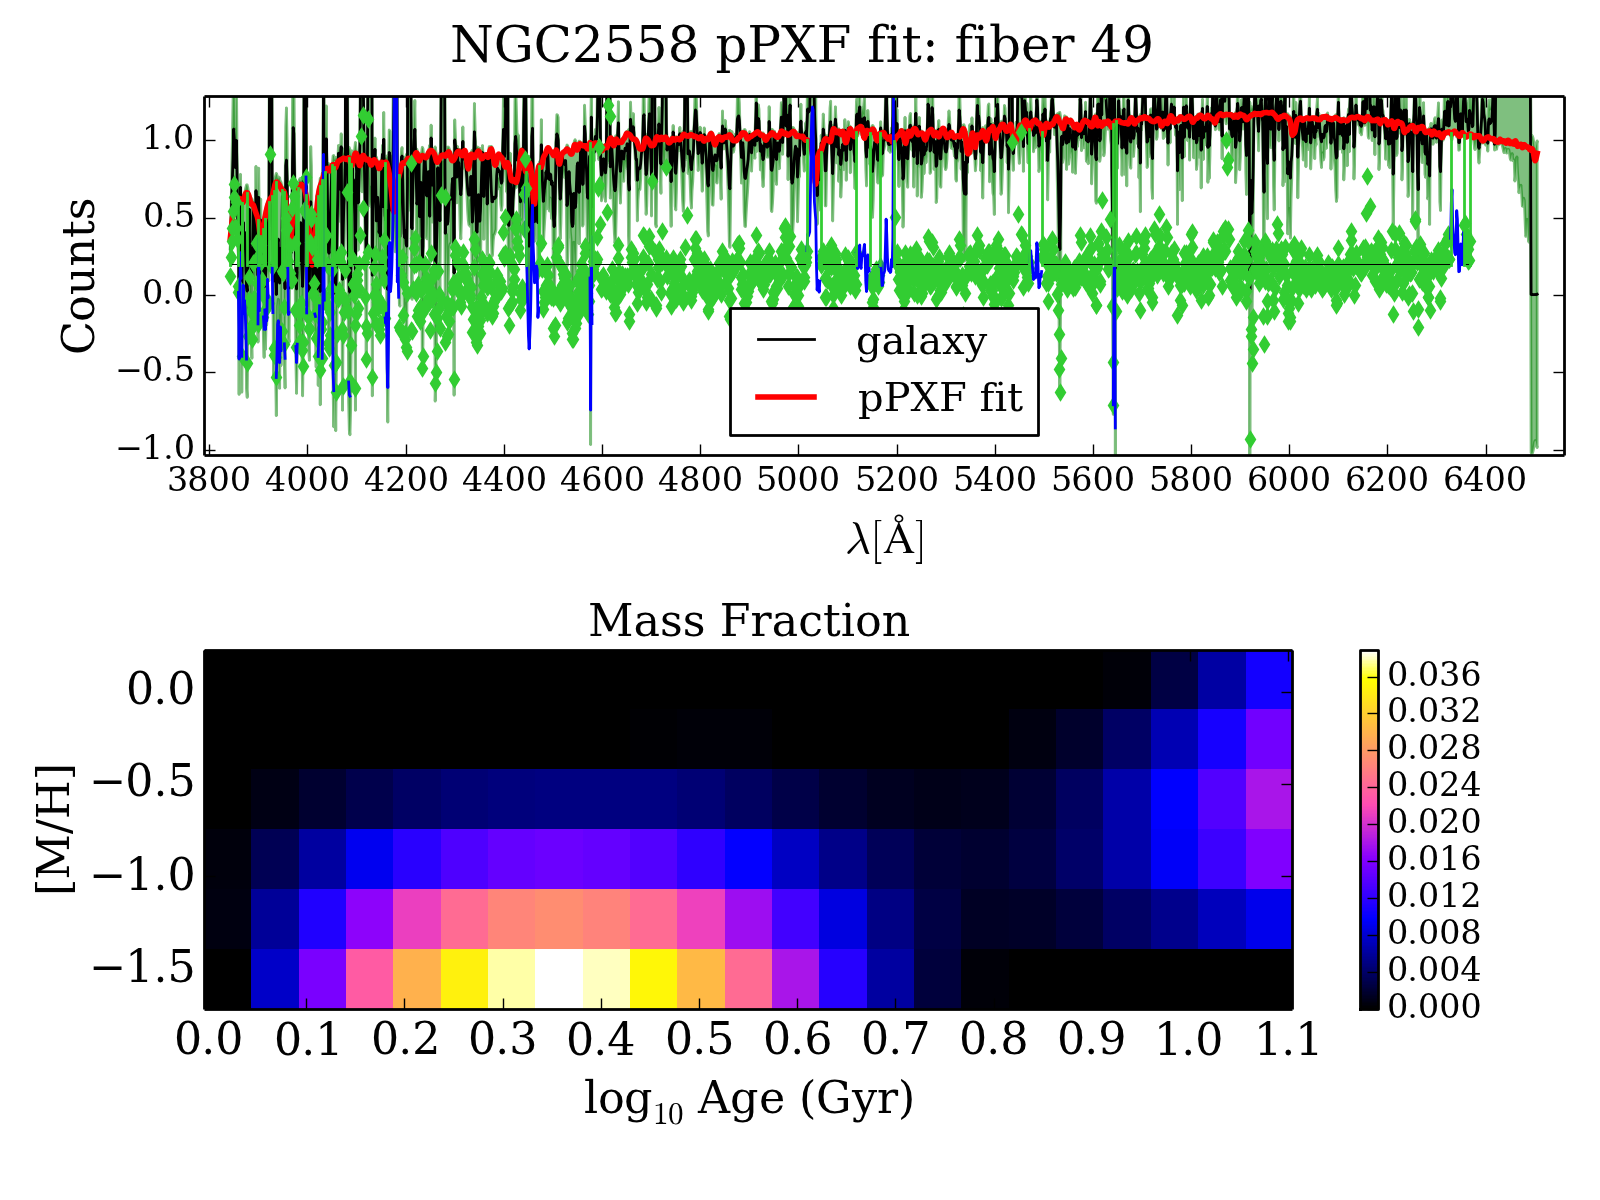 NGC2558 pPXF fit: fiber 49
Counts
1.0
0.5
0.0
−0.5
−1.0
3800 4000 4200 4400 4600 4800 5000 5200 5400 5600 5800 6000 6200 6400
λ[Å]
galaxy
pPXF fit
Mass Fraction
[M/H]
0.0
−0.5
−1.0
−1.5
0.0 0.1 0.2 0.3 0.4 0.5 0.6 0.7 0.8 0.9 1.0 1.1
log₁₀ Age (Gyr)
0.036
0.032
0.028
0.024
0.020
0.016
0.012
0.008
0.004
0.000